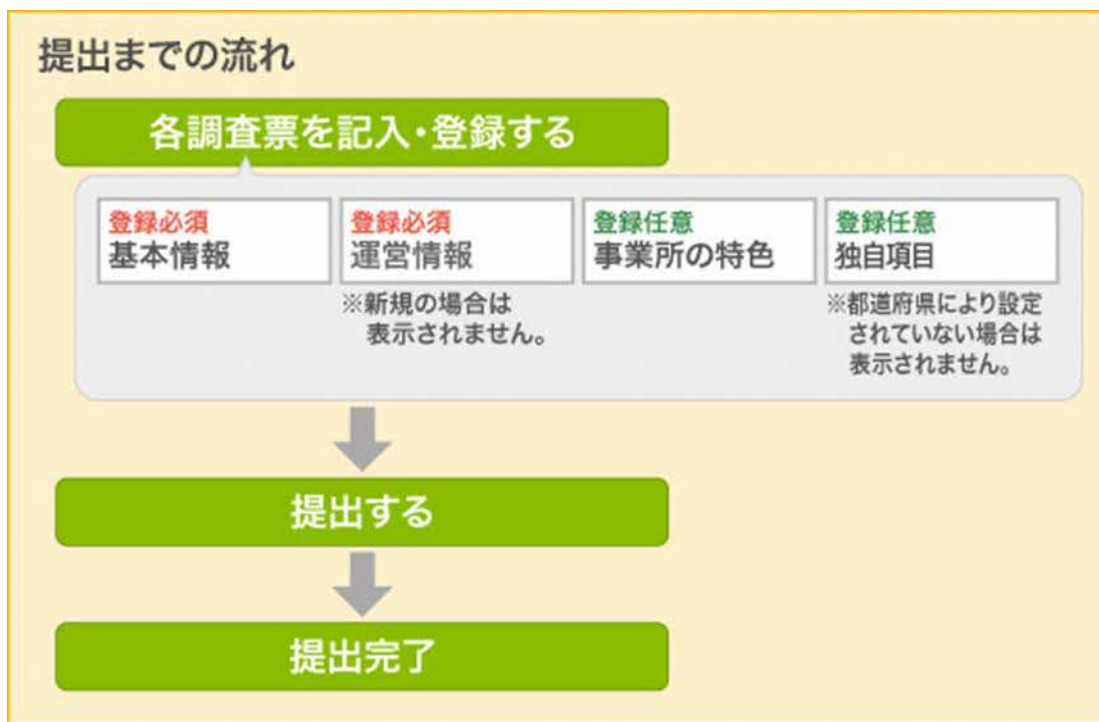 提出までの流れ
各調査票を記入・登録する
登録必須
基本情報
登録必須
運営情報
※新規の場合は
表示されません。
登録任意
事業所の特色
登録任意
独自項目
※都道府県により設定
されていない場合は
表示されません。
提出する
提出完了